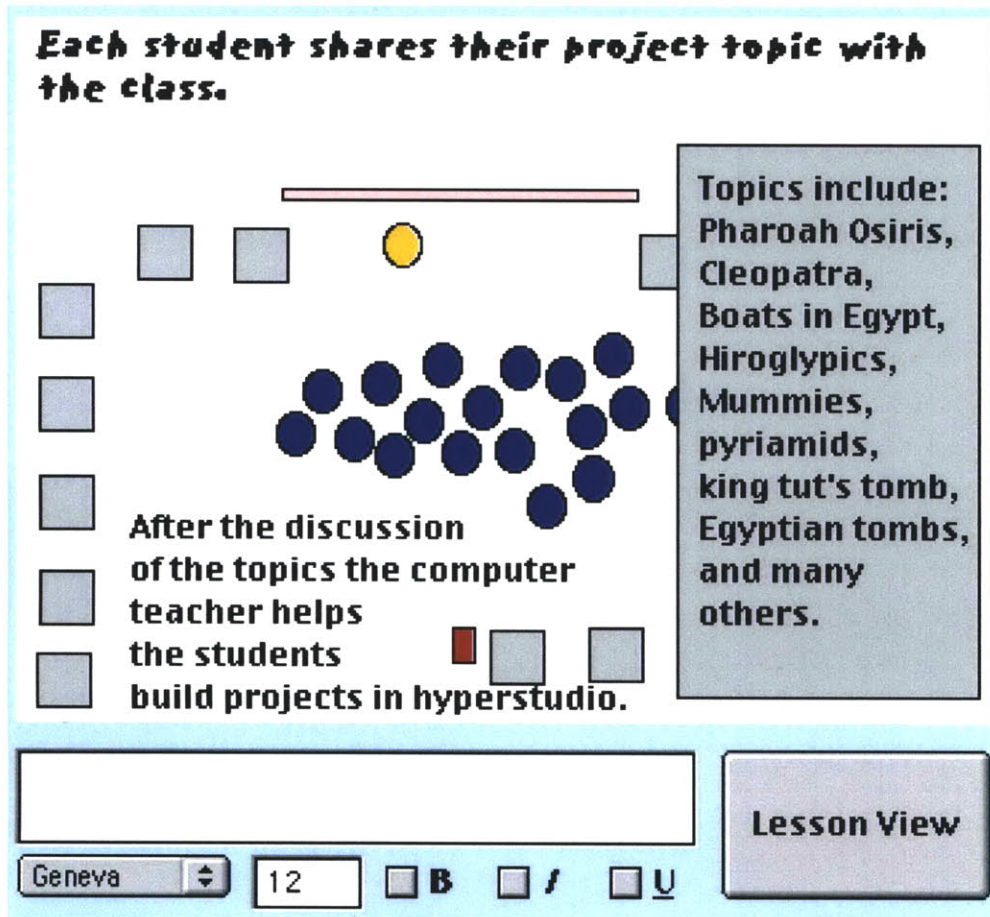 Each student shares their project topic with
the class.
Topics include:
Pharoah Osiris,
Cleopatra,
Boats in Egypt,
Hiroglypics,
Mummies,
pyriamids,
king tut's tomb,
Egyptian tombs,
and many
others.
After the discussion
of the topics the computer
teacher helps
the students
build projects in hyperstudio.
Lesson View
Geneva
12
B
I
U